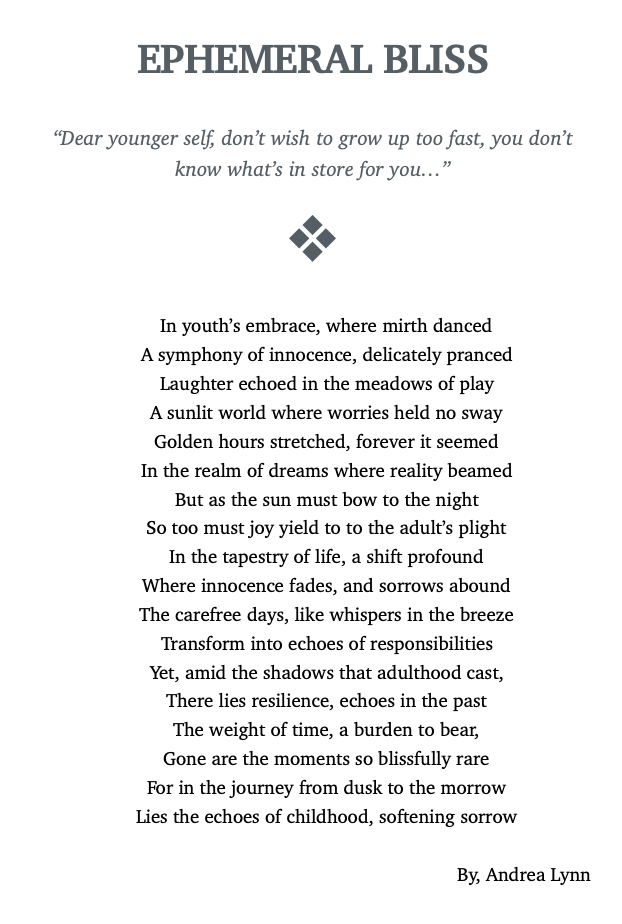 EPHEMERAL BLISS
“Dear younger self, don’t wish to grow up too fast, you don’t
know what’s in store for you…”
In youth’s embrace, where mirth danced
A symphony of innocence, delicately pranced
Laughter echoed in the meadows of play
A sunlit world where worries held no sway
Golden hours stretched, forever it seemed
In the realm of dreams where reality beamed
But as the sun must bow to the night
So too must joy yield to to the adult’s plight
In the tapestry of life, a shift profound
Where innocence fades, and sorrows abound
The carefree days, like whispers in the breeze
Transform into echoes of responsibilities
Yet, amid the shadows that adulthood cast,
There lies resilience, echoes in the past
The weight of time, a burden to bear,
Gone are the moments so blissfully rare
For in the journey from dusk to the morrow
Lies the echoes of childhood, softening sorrow
By, Andrea Lynn